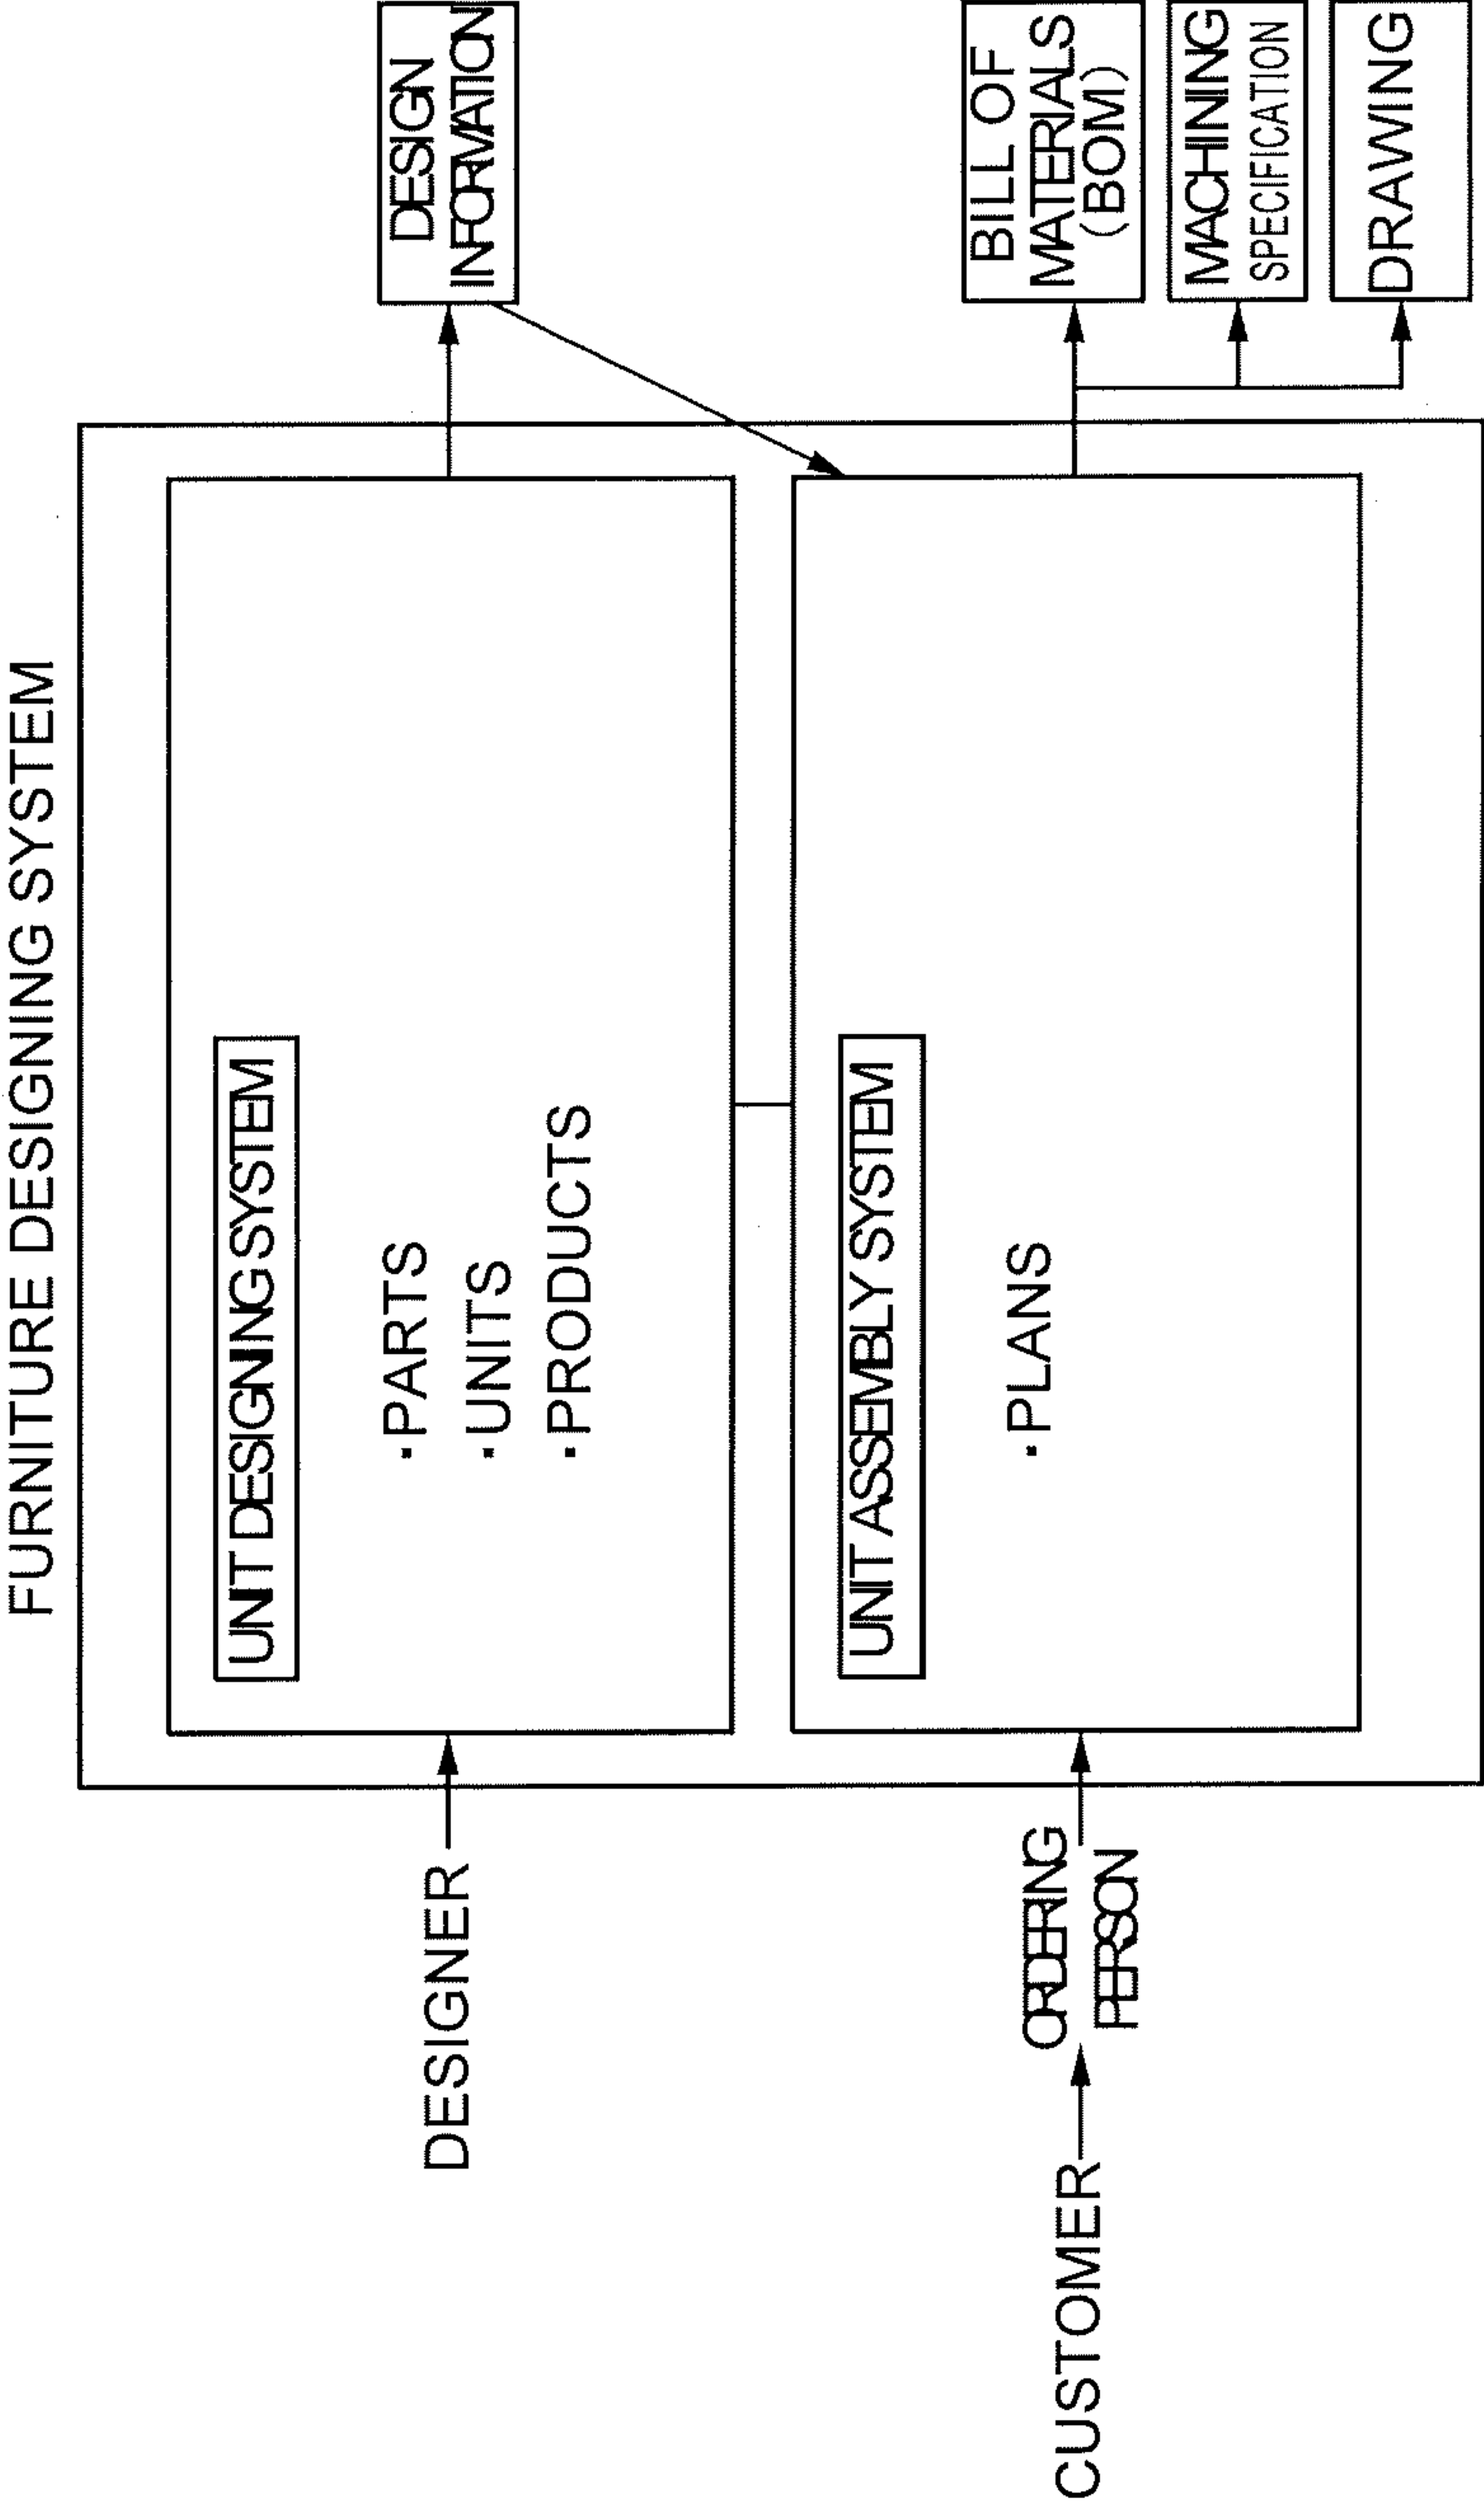 FURNITURE DESIGNING SYSTEM
UNIT DESIGNING SYSTEM
·PARTS
·UNITS
·PRODUCTS
DESIGNER
DESIGN
INFORMATION
UNIT ASSEMBLY SYSTEM
·PLANS
CUSTOMER
ORDERING
PERSON
BILL OF
MATERIALS
(BOM)
MACHINING
SPECIFICATION
DRAWING